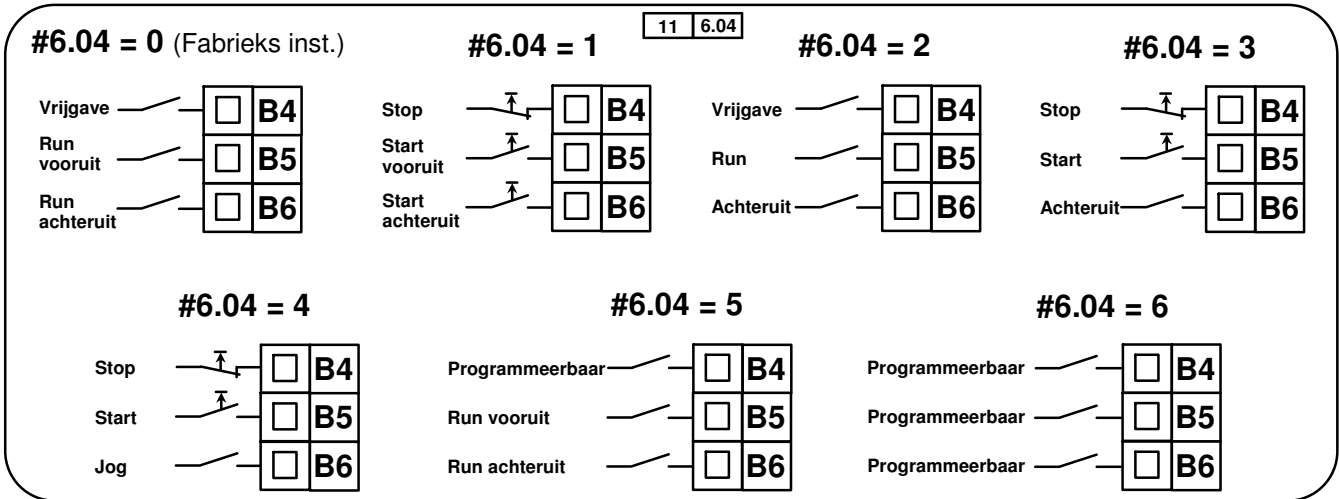 11 6.04
#6.04 = 0 (Fabrieks inst.)
Vrijgave B4
Run
vooruit B5
Run
achteruit B6
#6.04 = 1
Stop B4
Start
vooruit B5
Start
achteruit B6
#6.04 = 2
Vrijgave B4
Run B5
Achteruit B6
#6.04 = 3
Stop B4
Start B5
Achteruit B6
#6.04 = 4
Stop B4
Start B5
Jog B6
#6.04 = 5
Programmeerbaar B4
Run vooruit B5
Run achteruit B6
#6.04 = 6
Programmeerbaar B4
Programmeerbaar B5
Programmeerbaar B6